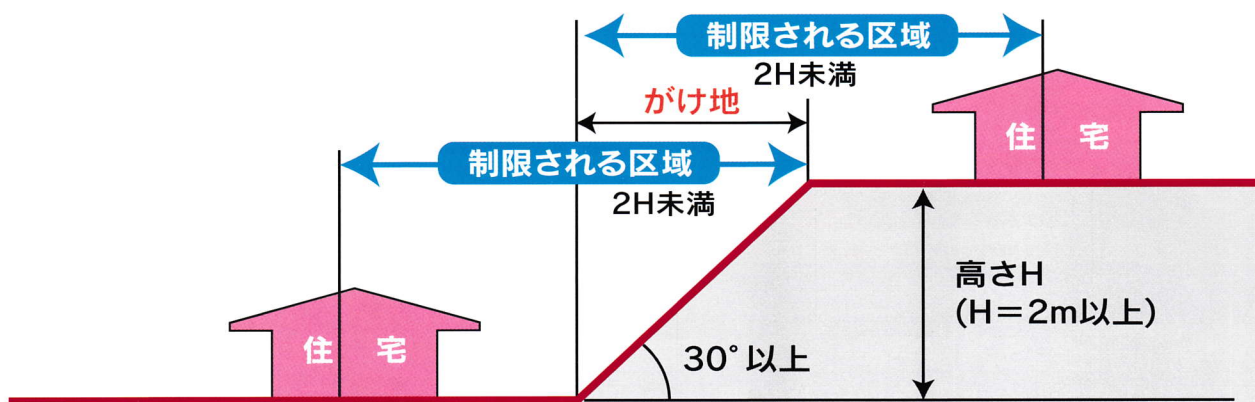 制限される区域
2H未満
がけ地
制限される区域
2H未満
住宅
高さH
(H＝2m以上)
30°以上
住宅